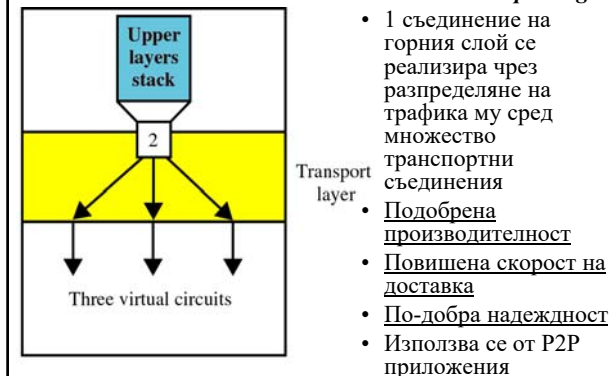 Upper
layers
stack
2
Transport
layer
Three virtual circuits
• 1 съединение на
горния слой се
реализира чрез
разпределяне на
трафика му сред
множество
транспортни
съединения
• Подобрена
производителност
• Повишена скорост на
доставка
• По-добра надеждност
• Използва се от P2P
приложения